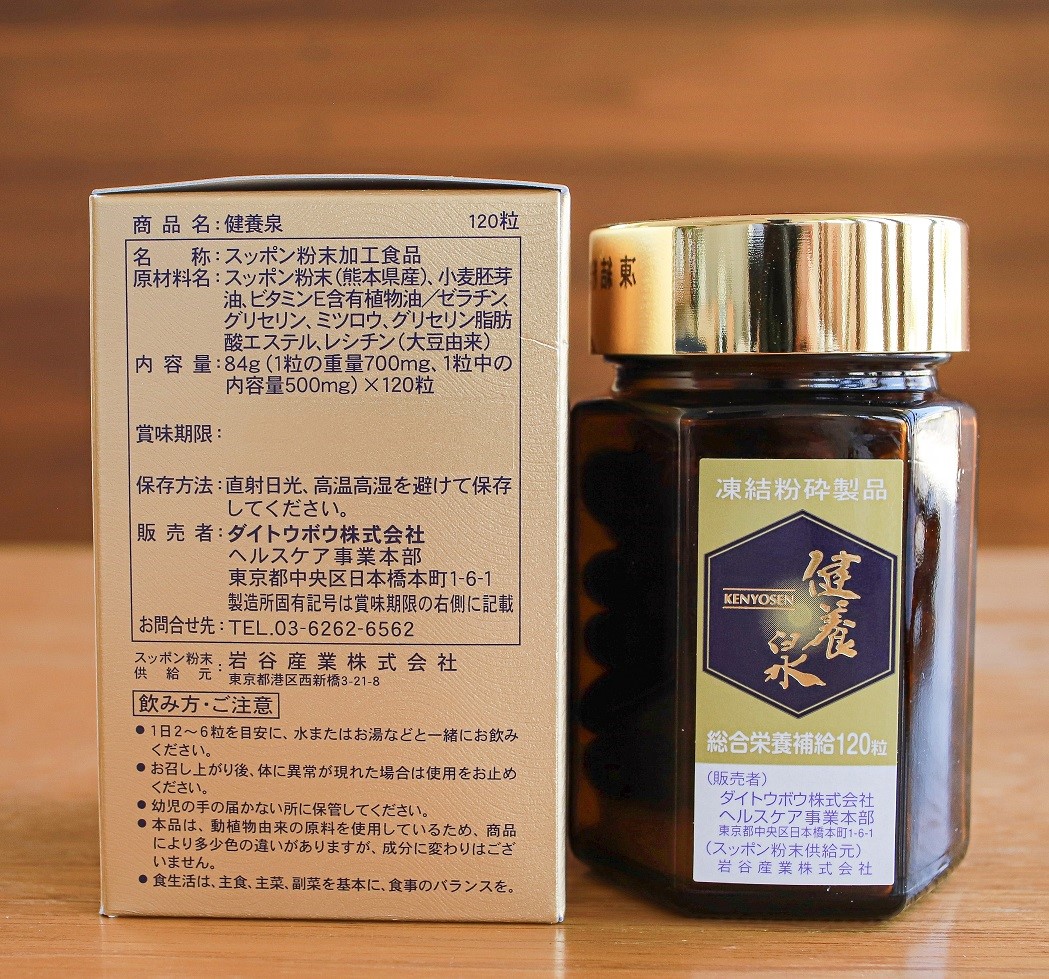 商品名:健養泉 120粒
名称:スッポン粉末加工食品
原材料名:スッポン粉末(熊本県産)、小麦胚芽
油、ビタミンE含有植物油/ゼラチン、
グリセリン、ミツロウ、グリセリン脂肪
酸エステル、レシチン(大豆由来)
内容量:84g(1粒の重量700mg、1粒中の
内容量500mg)×120粒
賞味期限:
保存方法:直射日光、高温高湿を避けて保存
してください。
販売者:ダイトウボウ株式会社
ヘルスケア事業本部
東京都中央区日本橋本町1-6-1
製造所固有記号は賞味期限の右側に記載
お問合せ先:TEL.03-6262-6562
スッポン粉末
供給元:岩谷産業株式会社
東京都港区西新橋3-21-8
飲み方・ご注意
●1日2〜6粒を目安に、水またはお湯などと一緒にお飲み
ください。
●お召し上がり後、体に異常が現れた場合は使用をお止め
ください。
●幼児の手の届かない所に保管してください。
●本品は、動植物由来の原料を使用しているため、商品
により多少色の違いがありますが、成分に変わりはござ
いません。
●食生活は、主食、主菜、副菜を基本に、食事のバランスを。
凍結粉砕製品
健養泉
KENYOSEN
総合栄養補給120粒
(販売者)
ダイトウボウ株式会社
ヘルスケア事業本部
東京都中央区日本橋本町1-6-1
(スッポン粉末供給元)
岩谷産業株式会社